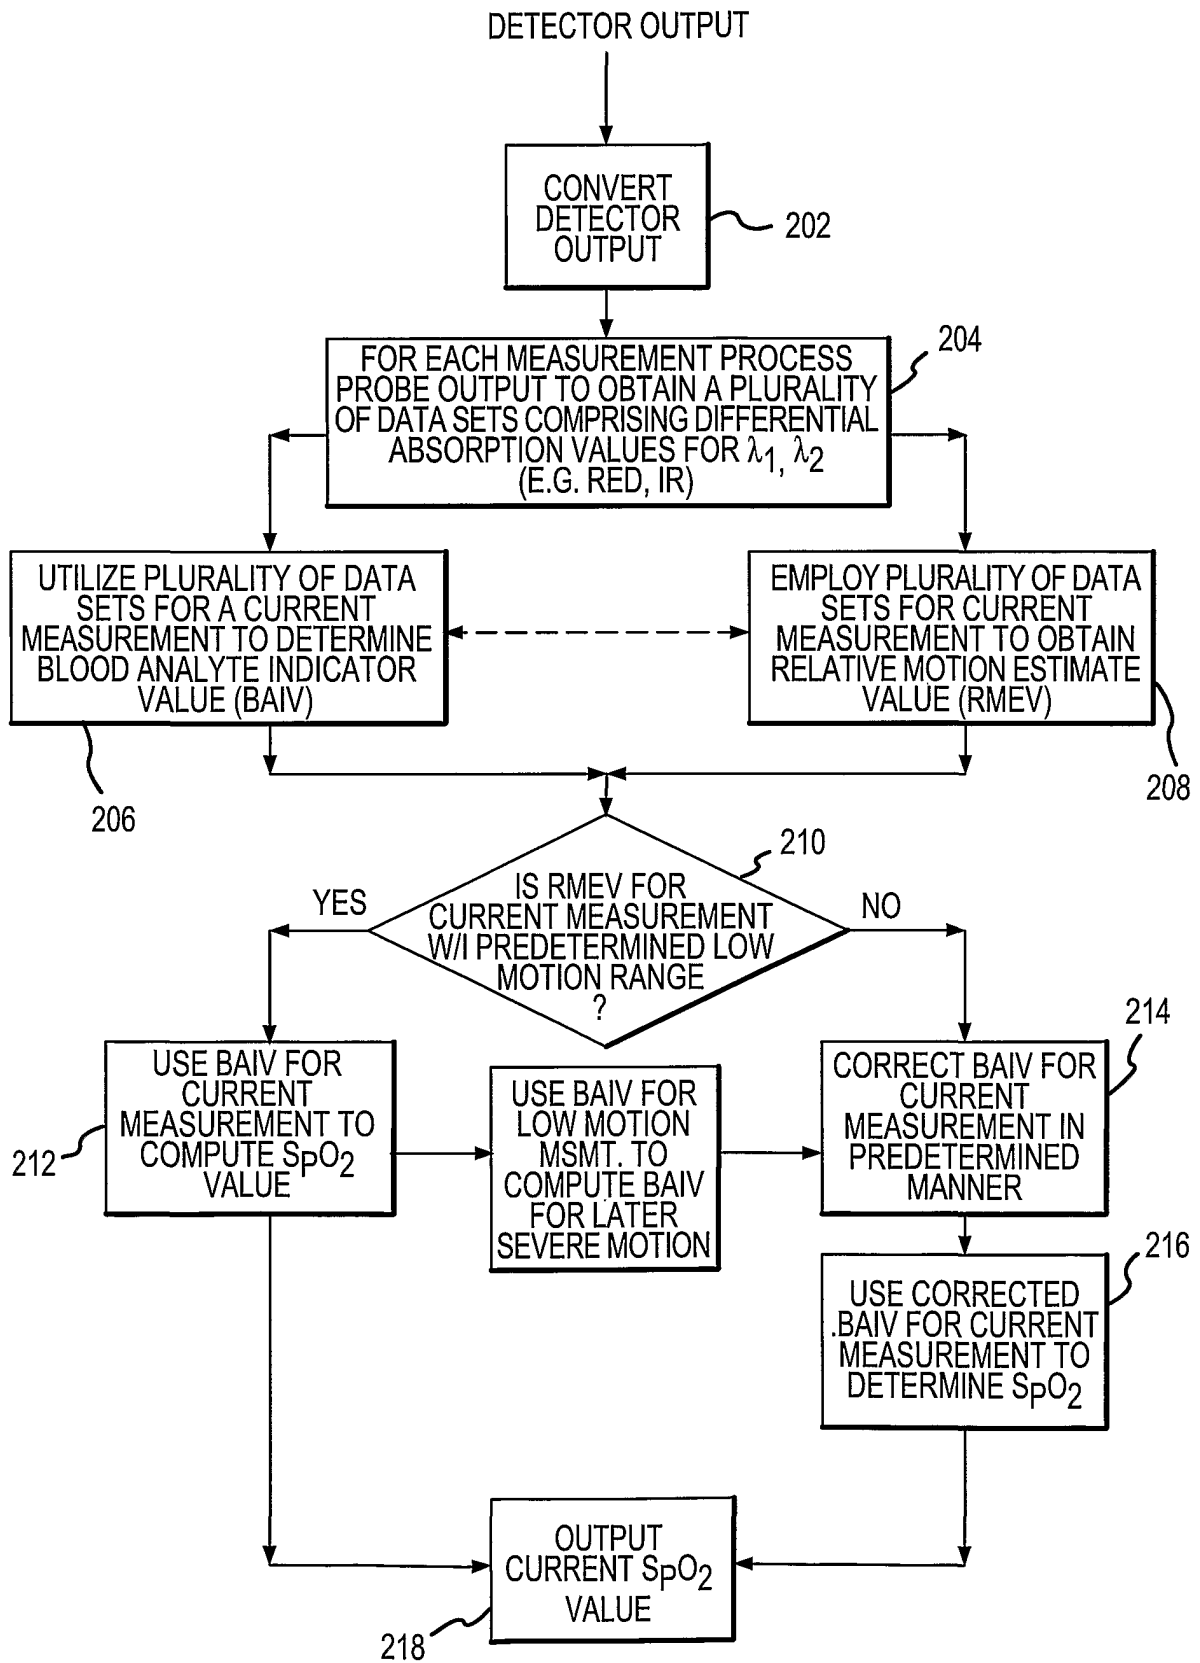 DETECTOR OUTPUT
CONVERT
DETECTOR
OUTPUT
202
FOR EACH MEASUREMENT PROCESS
PROBE OUTPUT TO OBTAIN A PLURALITY
OF DATA SETS COMPRISING DIFFERENTIAL
ABSORPTION VALUES FOR λ1, λ2
(E.G. RED, IR)
204
UTILIZE PLURALITY OF DATA
SETS FOR A CURRENT
MEASUREMENT TO DETERMINE
BLOOD ANALYTE INDICATOR
VALUE (BAIV)
206
EMPLOY PLURALITY OF DATA
SETS FOR CURRENT
MEASUREMENT TO OBTAIN
RELATIVE MOTION ESTIMATE
VALUE (RMEV)
208
210
IS RMEV FOR
CURRENT MEASUREMENT
W/I PREDETERMINED LOW
MOTION RANGE
?
YES
NO
USE BAIV FOR
CURRENT
MEASUREMENT TO
COMPUTE SPO2
VALUE
212
USE BAIV FOR
LOW MOTION
MSMT. TO
COMPUTE BAIV
FOR LATER
SEVERE MOTION
CORRECT BAIV FOR
CURRENT
MEASUREMENT IN
PREDETERMINED
MANNER
214
USE CORRECTED
.BAIV FOR CURRENT
MEASUREMENT TO
DETERMINE SPO2
216
OUTPUT
CURRENT SPO2
VALUE
218